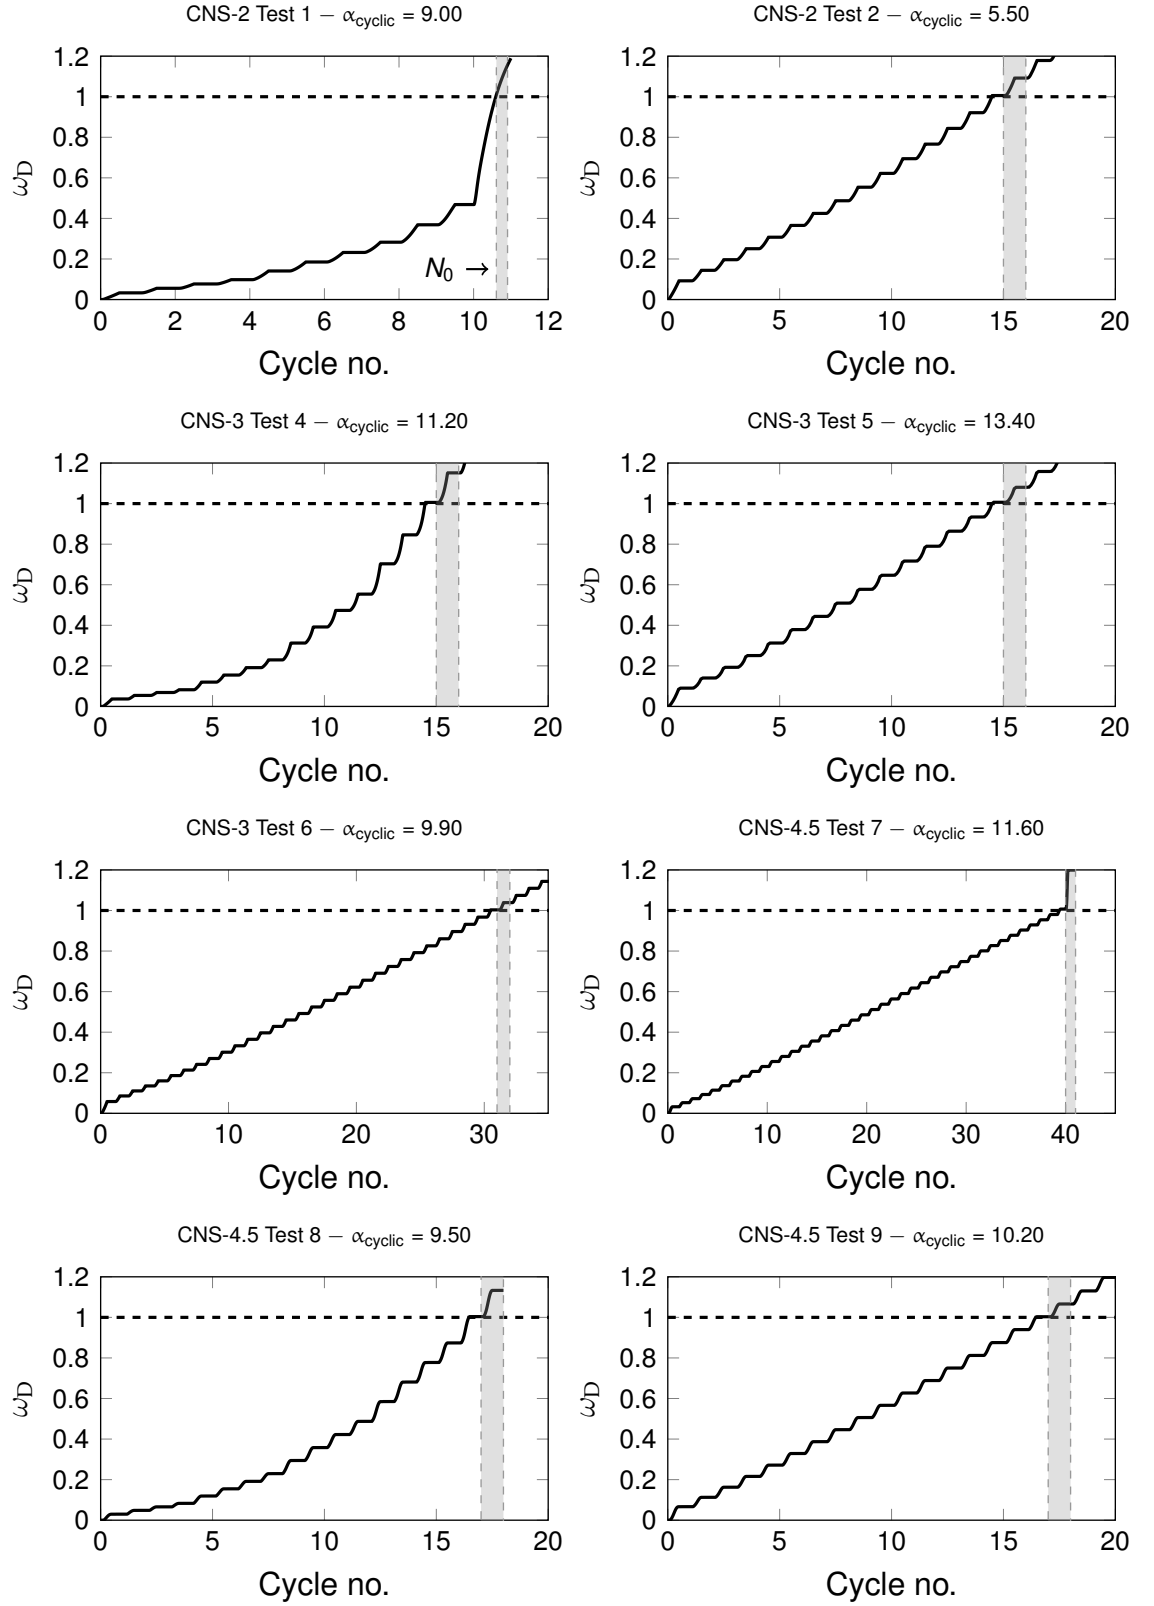 CNS-2 Test 1 − αcyclic = 9.00
1.2
1
0.8
0.6
0.4
0.2
0
ωD
N0 →
0 2 4 6 8 10 12
Cycle no.
CNS-2 Test 2 − αcyclic = 5.50
1.2
1
0.8
0.6
0.4
0.2
0
ωD
0 5 10 15 20
Cycle no.
CNS-3 Test 4 − αcyclic = 11.20
1.2
1
0.8
0.6
0.4
0.2
0
ωD
0 5 10 15 20
Cycle no.
CNS-3 Test 5 − αcyclic = 13.40
1.2
1
0.8
0.6
0.4
0.2
0
ωD
0 5 10 15 20
Cycle no.
CNS-3 Test 6 − αcyclic = 9.90
1.2
1
0.8
0.6
0.4
0.2
0
ωD
0 10 20 30
Cycle no.
CNS-4.5 Test 7 − αcyclic = 11.60
1.2
1
0.8
0.6
0.4
0.2
0
ωD
0 10 20 30 40
Cycle no.
CNS-4.5 Test 8 − αcyclic = 9.50
1.2
1
0.8
0.6
0.4
0.2
0
ωD
0 5 10 15 20
Cycle no.
CNS-4.5 Test 9 − αcyclic = 10.20
1.2
1
0.8
0.6
0.4
0.2
0
ωD
0 5 10 15 20
Cycle no.